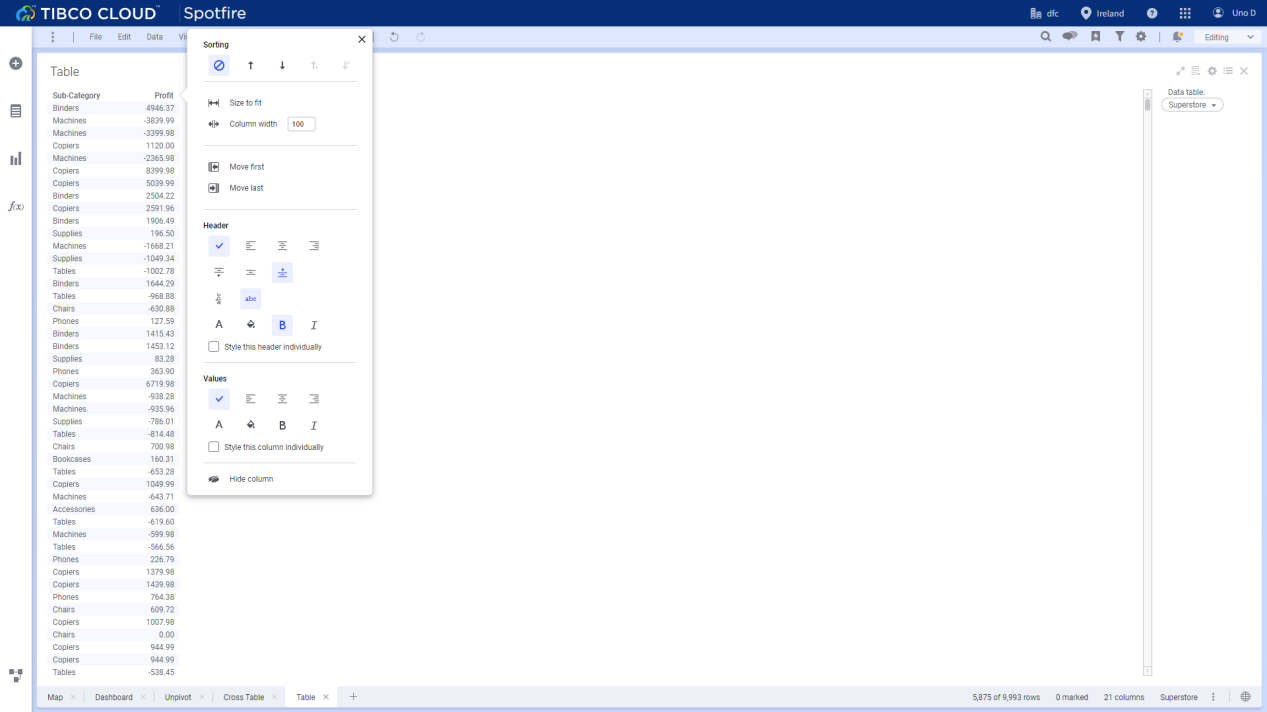 TIBCO CLOUD™ Spotfire dfc Ireland ? Uno D
File Edit Data Editing
Sorting
Table
Data table:
Superstore
Size to fit
Column width 100
Move first
Move last
Header
abc abc
A B I
Style this header individually
Values
A B I
Style this column individually
Hide column
f(x)
Sub-Category Profit
Binders 4946.37
Machines -3839.99
Machines -3399.98
Copiers 1120.00
Machines -2365.98
Copiers 8399.98
Copiers 5039.99
Binders 2504.22
Copiers 2591.96
Binders 1906.49
Supplies 196.50
Machines -1668.21
Supplies -1049.34
Tables -1002.78
Binders 1644.29
Tables -968.88
Chairs -630.88
Phones 127.59
Binders 1415.43
Binders 1453.12
Supplies 83.28
Phones 363.90
Copiers 6719.98
Machines -938.28
Machines -935.96
Supplies -786.01
Tables -814.48
Chairs 700.98
Bookcases 160.31
Tables -653.28
Copiers 1049.99
Machines -643.71
Accessories 636.00
Tables -619.60
Machines -599.98
Tables -566.56
Phones 226.79
Copiers 1379.98
Copiers 1439.98
Phones 764.38
Chairs 609.72
Copiers 1007.98
Chairs 0.00
Copiers 944.99
Copiers 944.99
Tables -538.45
Map Dashboard Unpivot Cross Table Table 5,875 of 9,993 rows 0 marked 21 columns Superstore